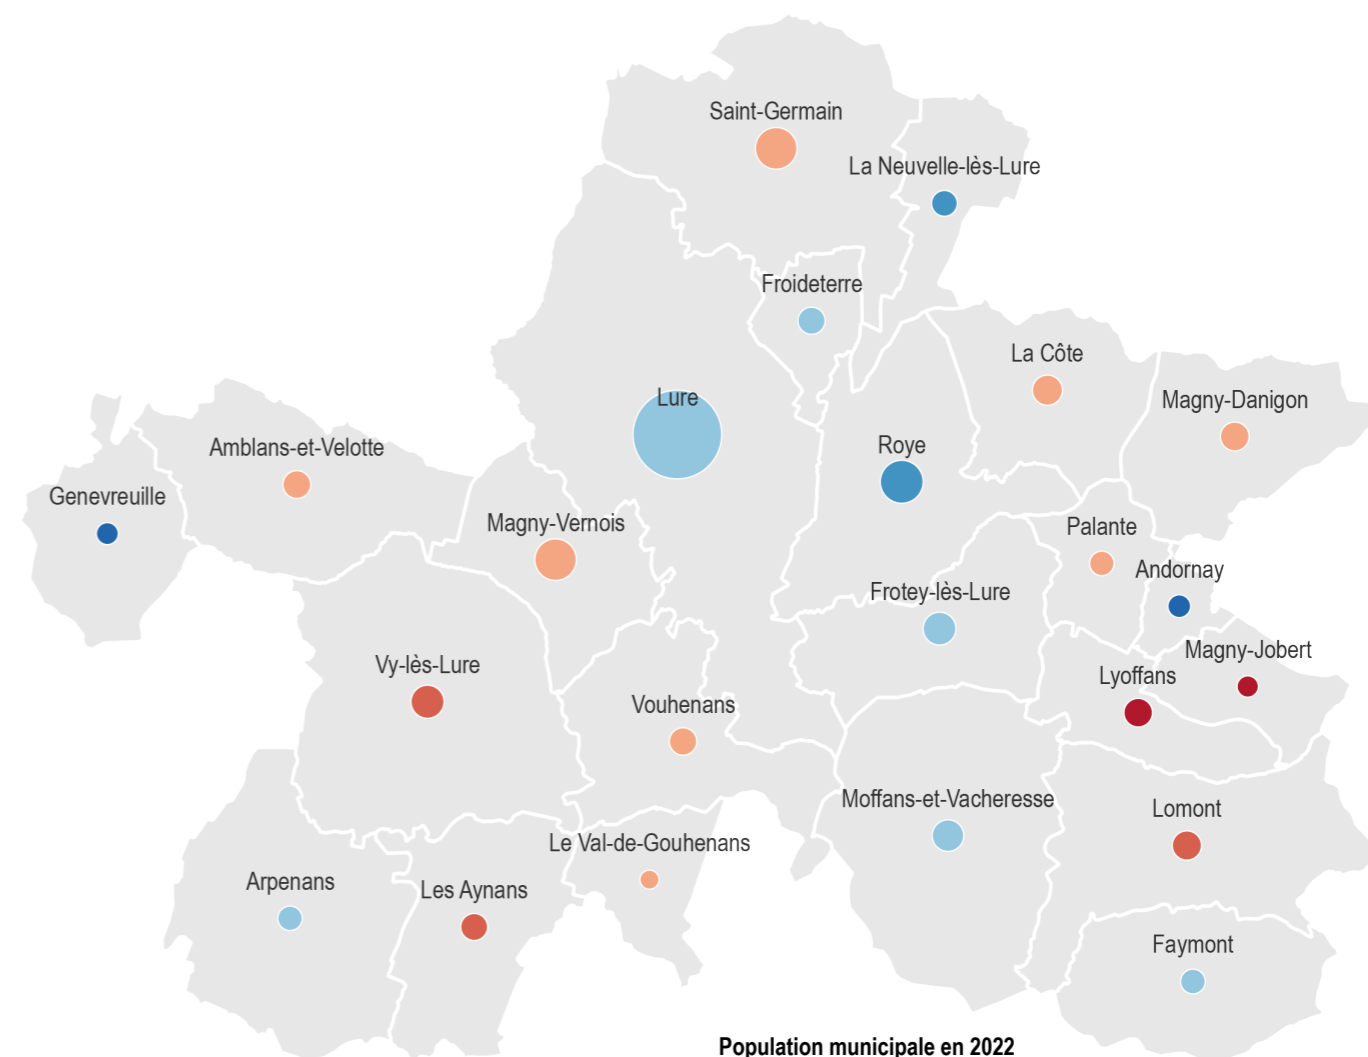 Saint-Germain
La Neuvelle-lès-Lure
Froideterre
La Côte
Lure
Magny-Danigon
Roye
Amblans-et-Velotte
Genevreuille
Magny-Vernois
Palante
Andornay
Frotey-lès-Lure
Magny-Jobert
Vy-lès-Lure
Lyoffans
Vouhenans
Moffans-et-Vacheresse
Lomont
Le Val-de-Gouhenans
Arpenans
Les Aynans
Faymont
Population municipale en 2022